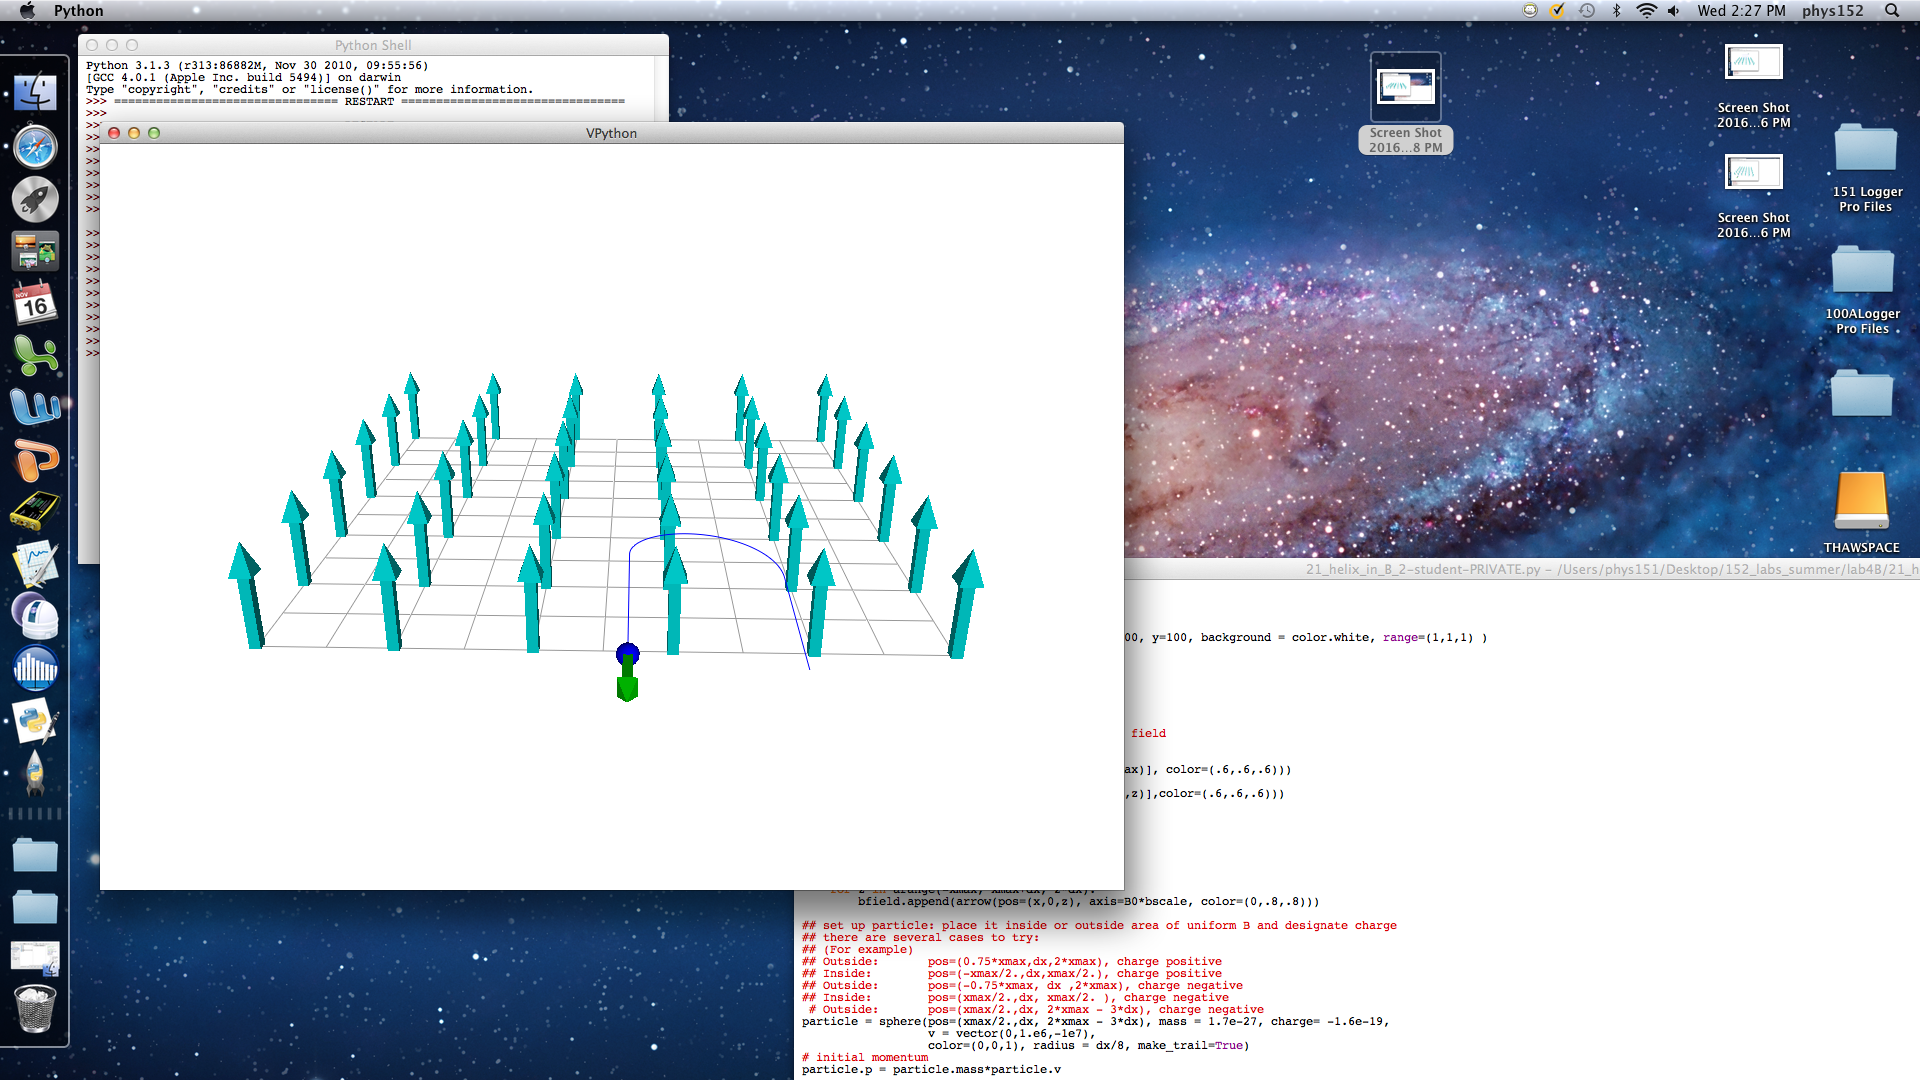 Python
Wed 2:27 PM
phys152
Python Shell
Python 3.1.3 (r313:86882M, Nov 30 2010, 09:55:56)
[GCC 4.0.1 (Apple Inc. build 5494)] on darwin
Type "copyright", "credits" or "license()" for more information.
>>> ================================ RESTART ================================
>>>
VPython
Screen Shot
2016...8 PM
Screen Shot
2016...6 PM
Screen Shot
2016...6 PM
151 Logger
Pro Files
100ALogger
Pro Files
THAWSPACE
NOV
16
21_helix_in_B_2-student-PRIVATE.py - /Users/phys151/Desktop/152_labs_summer/lab4B/21_h
00, y=100, background = color.white, range=(1,1,1) )
field
ax)], color=(.6,.6,.6)))
,z)],color=(.6,.6,.6)))
bfield.append(arrow(pos=(x,0,z), axis=B0*bscale, color=(0,.8,.8)))
## set up particle: place it inside or outside area of uniform B and designate charge
## there are several cases to try:
## (For example)
## Outside: pos=(0.75*xmax,dx,2*xmax), charge positive
## Inside: pos=(-xmax/2.,dx,xmax/2.), charge positive
## Outside: pos=(-0.75*xmax, dx ,2*xmax), charge negative
## Inside: pos=(xmax/2.,dx, xmax/2. ), charge negative
# Outside: pos=(xmax/2.,dx, 2*xmax - 3*dx), charge negative
particle = sphere(pos=(xmax/2.,dx, 2*xmax - 3*dx), mass = 1.7e-27, charge= -1.6e-19,
v = vector(0,1.e6,-1e7),
color=(0,0,1), radius = dx/8, make_trail=True)
# initial momentum
particle.p = particle.mass*particle.v